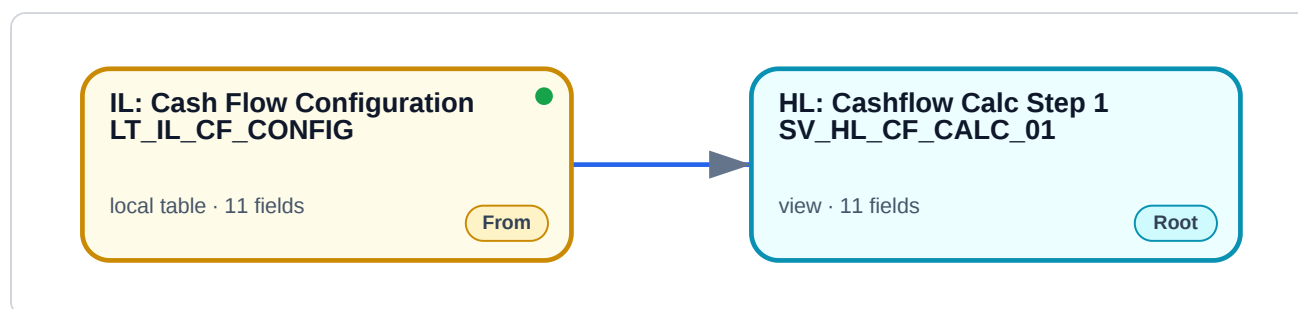 IL: Cash Flow Configuration
LT_IL_CF_CONFIG
local table · 11 fields
From
HL: Cashflow Calc Step 1
SV_HL_CF_CALC_01
view · 11 fields
Root